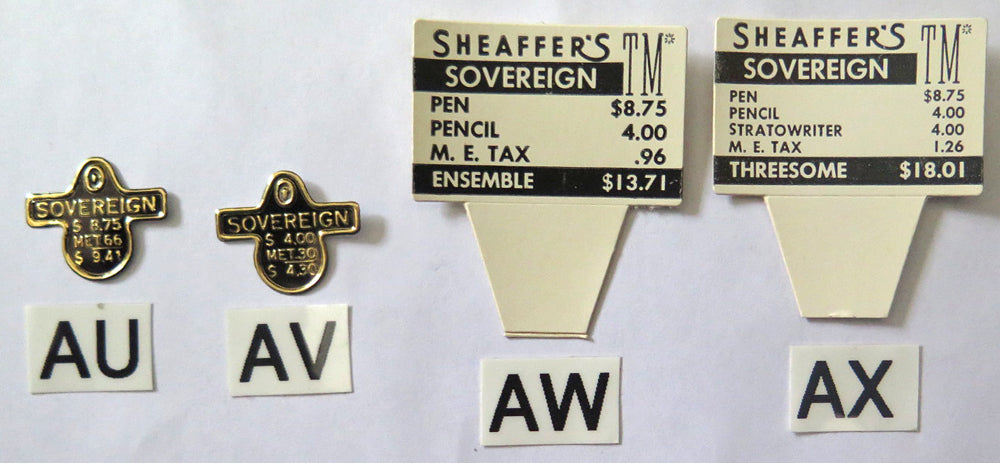 SOVEREIGN
$ 8.75
MET 66
$ 9.41
AU
SOVEREIGN
$ 4.00
MET.30
$ 4.30
AV
SHEAFFER'S TM*
SOVEREIGN
PEN $8.75
PENCIL 4.00
M. E. TAX .96
ENSEMBLE $13.71
AW
SHEAFFER'S TM*
SOVEREIGN
PEN $8.75
PENCIL 4.00
STRATOWRITER 4.00
M. E. TAX 1.26
THREESOME $18.01
AX